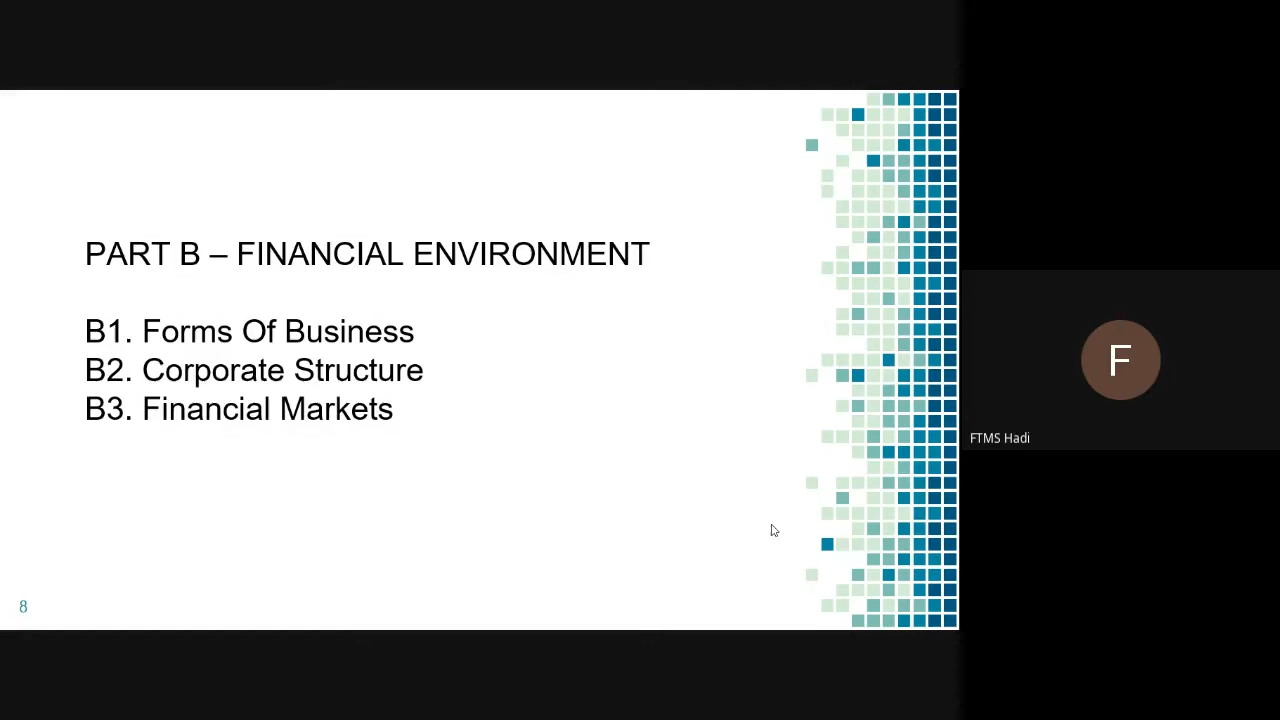 PART B – FINANCIAL ENVIRONMENT
B1. Forms Of Business
B2. Corporate Structure
B3. Financial Markets
8
F
FTMS Hadi